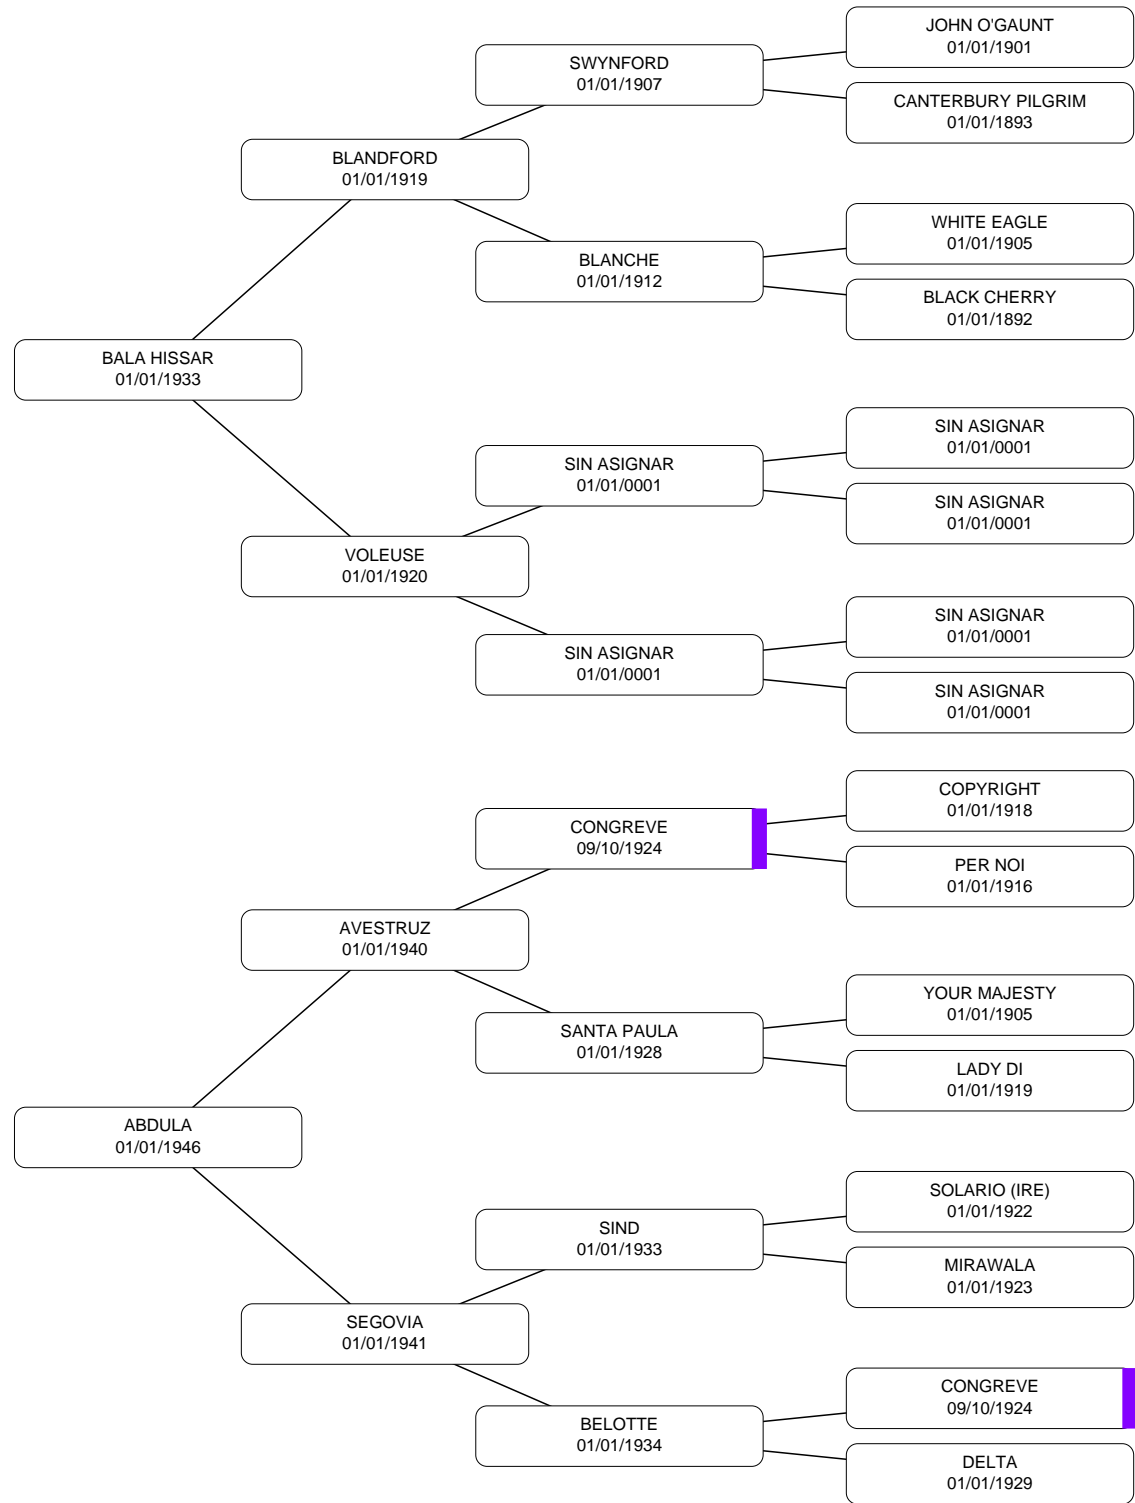 JOHN O'GAUNT
01/01/1901
SWYNFORD
01/01/1907
CANTERBURY PILGRIM
01/01/1893
BLANDFORD
01/01/1919
WHITE EAGLE
01/01/1905
BLANCHE
01/01/1912
BLACK CHERRY
01/01/1892
BALA HISSAR
01/01/1933
SIN ASIGNAR
01/01/0001
SIN ASIGNAR
01/01/0001
SIN ASIGNAR
01/01/0001
VOLEUSE
01/01/1920
SIN ASIGNAR
01/01/0001
SIN ASIGNAR
01/01/0001
SIN ASIGNAR
01/01/0001
COPYRIGHT
01/01/1918
CONGREVE
09/10/1924
PER NOI
01/01/1916
AVESTRUZ
01/01/1940
YOUR MAJESTY
01/01/1905
SANTA PAULA
01/01/1928
LADY DI
01/01/1919
ABDULA
01/01/1946
SOLARIO (IRE)
01/01/1922
SIND
01/01/1933
MIRAWALA
01/01/1923
SEGOVIA
01/01/1941
CONGREVE
09/10/1924
BELOTTE
01/01/1934
DELTA
01/01/1929